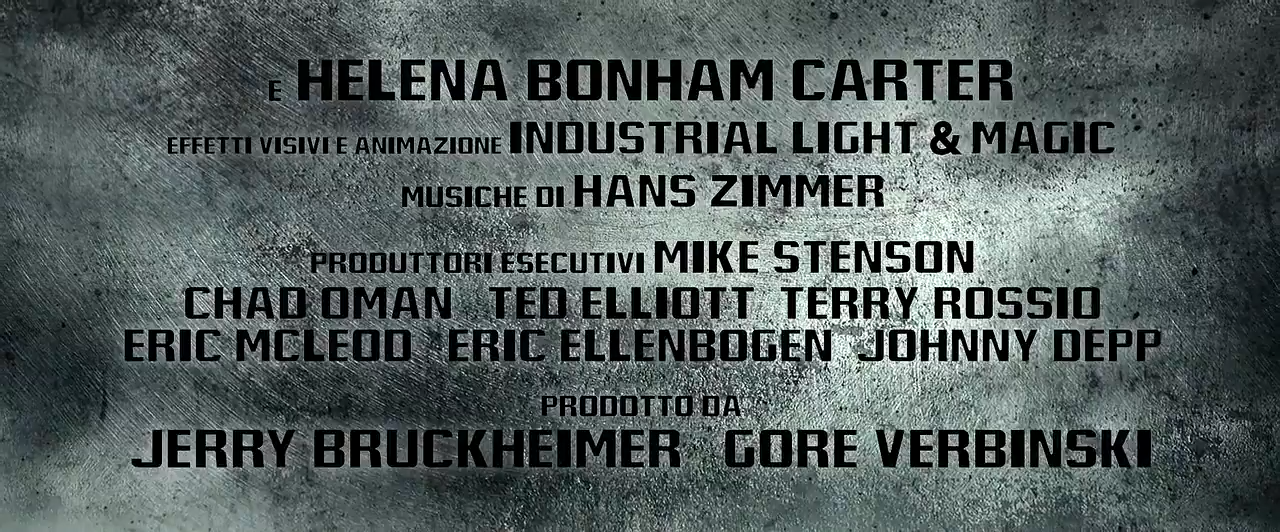 E HELENA BONHAM CARTER
EFFETTI VISIVI E ANIMAZIONE INDUSTRIAL LIGHT & MAGIC
MUSICHE DI HANS ZIMMER
PRODUTTORI ESECUTIVI MIKE STENSON
CHAD OMAN TED ELLIOTT TERRY ROSSIO
ERIC MCLEOD ERIC ELLENBOGEN JOHNNY DEPP
PRODOTTO DA
JERRY BRUCKHEIMER GORE VERBINSKI